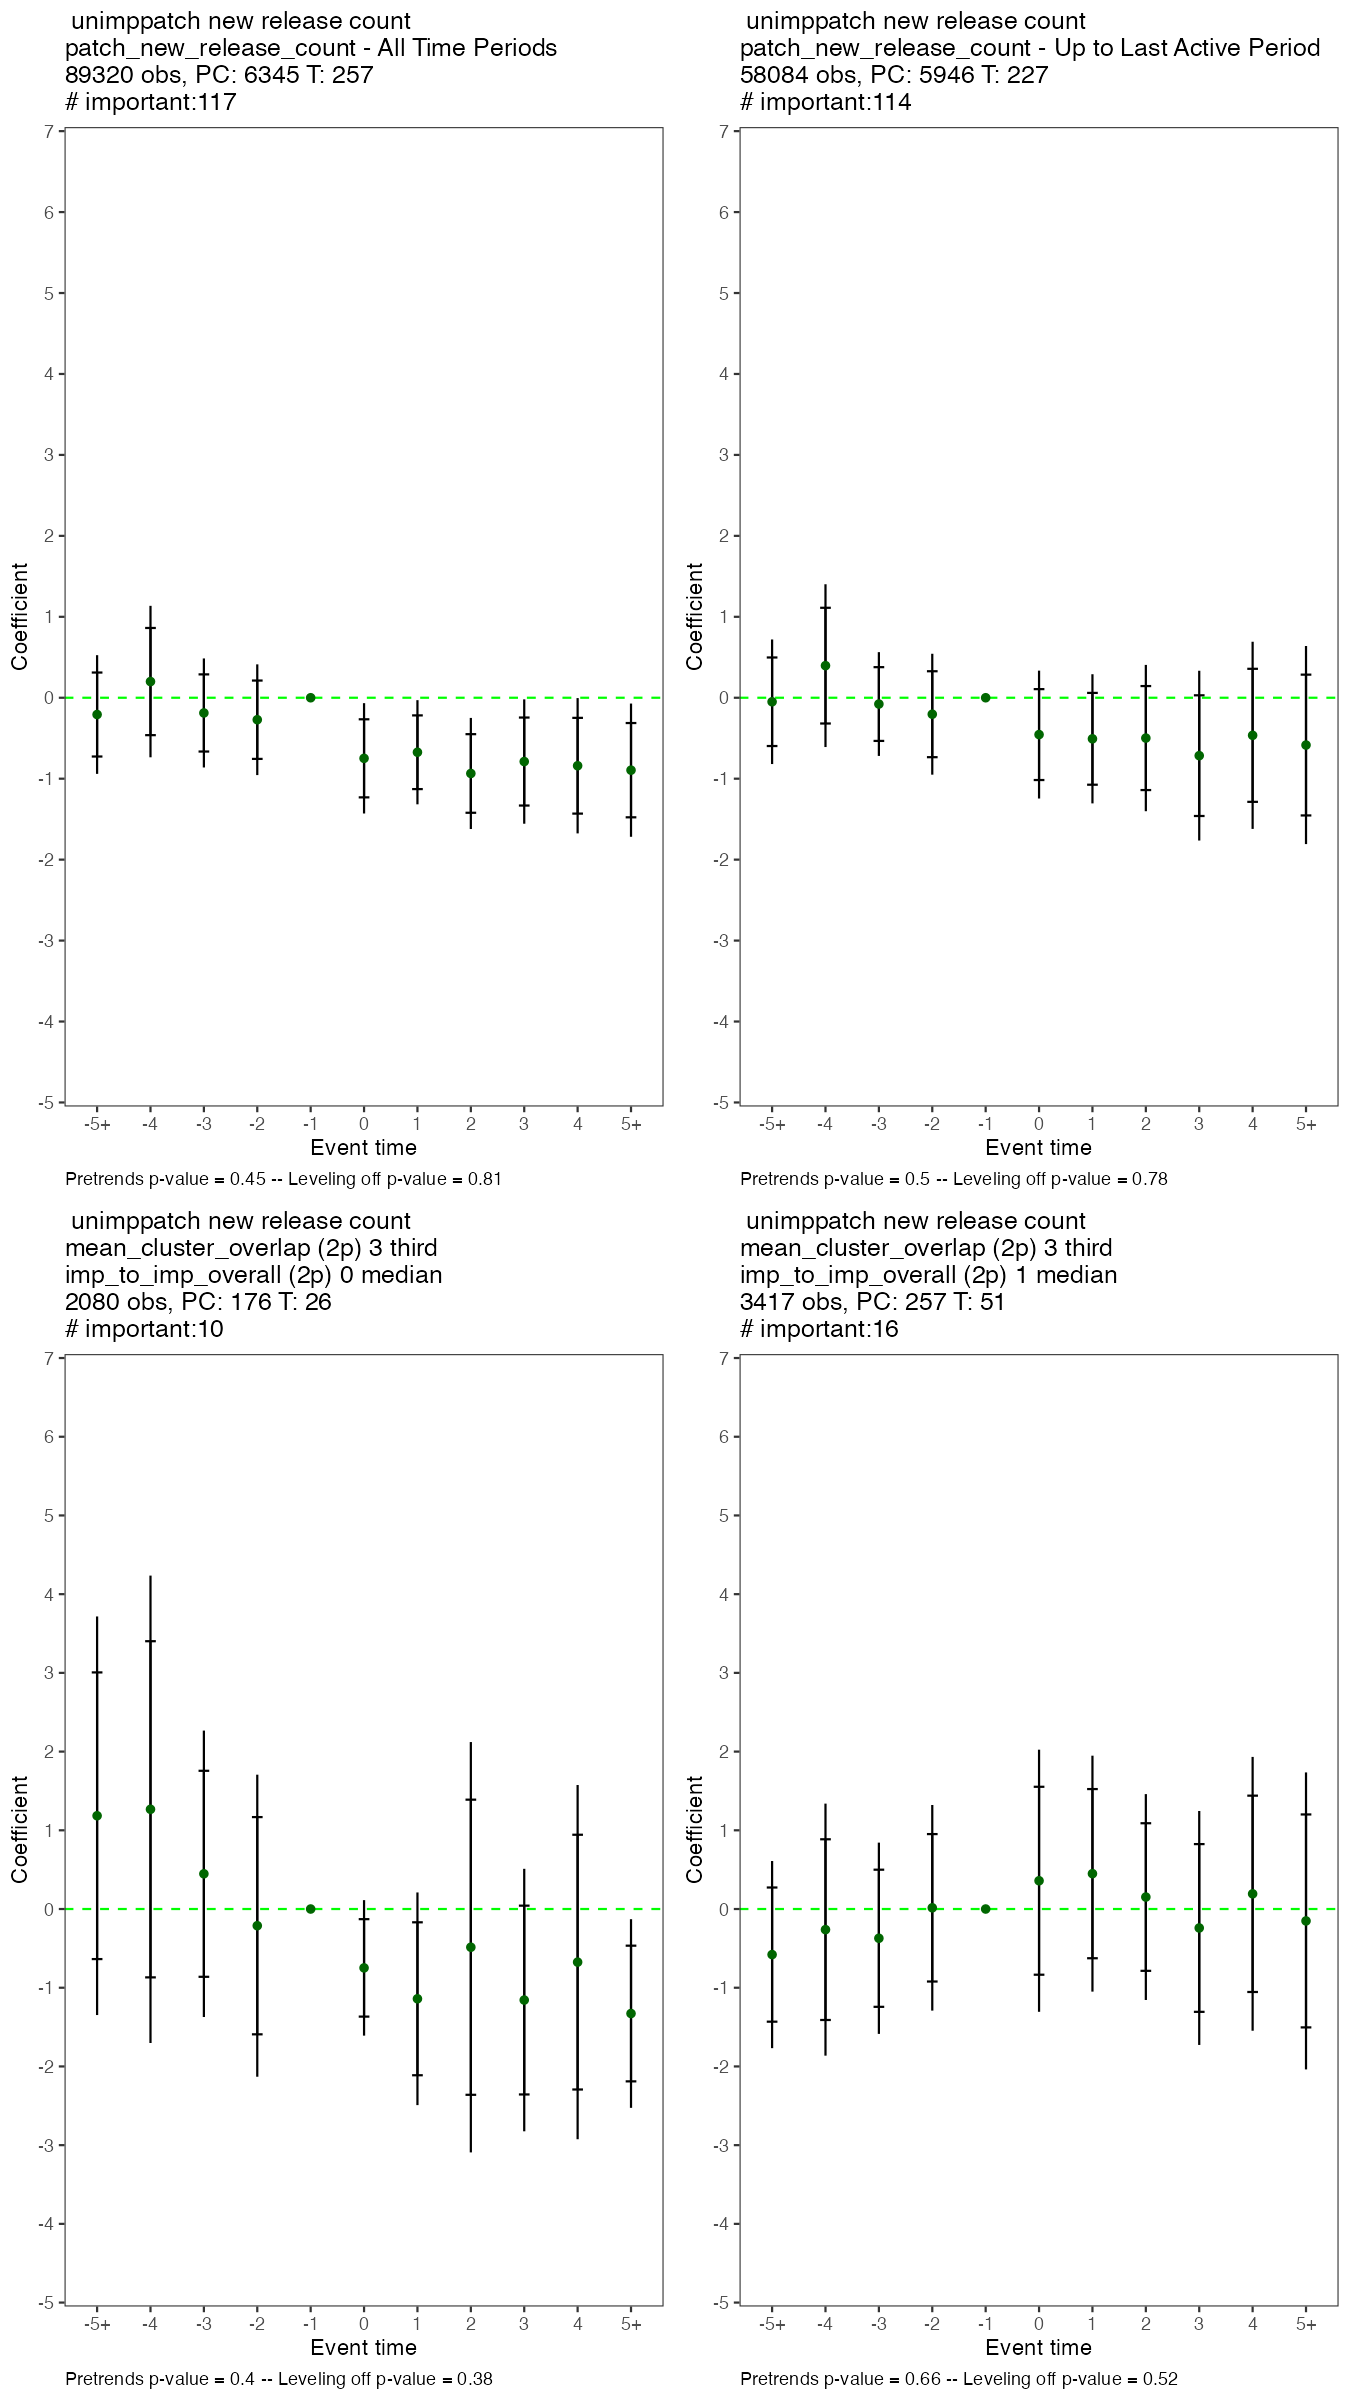 unimppatch new release count
patch_new_release_count - All Time Periods
89320 obs, PC: 6345 T: 257
# important:117
7
6
5
4
3
2
1
0
-1
-2
-3
-4
-5
Coefficient
-5+ -4 -3 -2 -1 0 1 2 3 4 5+
Event time
Pretrends p-value = 0.45 -- Leveling off p-value = 0.81
unimppatch new release count
patch_new_release_count - Up to Last Active Period
58084 obs, PC: 5946 T: 227
# important:114
7
6
5
4
3
2
1
0
-1
-2
-3
-4
-5
Coefficient
-5+ -4 -3 -2 -1 0 1 2 3 4 5+
Event time
Pretrends p-value = 0.5 -- Leveling off p-value = 0.78
unimppatch new release count
mean_cluster_overlap (2p) 3 third
imp_to_imp_overall (2p) 0 median
2080 obs, PC: 176 T: 26
# important:10
7
6
5
4
3
2
1
0
-1
-2
-3
-4
-5
Coefficient
-5+ -4 -3 -2 -1 0 1 2 3 4 5+
Event time
Pretrends p-value = 0.4 -- Leveling off p-value = 0.38
unimppatch new release count
mean_cluster_overlap (2p) 3 third
imp_to_imp_overall (2p) 1 median
3417 obs, PC: 257 T: 51
# important:16
7
6
5
4
3
2
1
0
-1
-2
-3
-4
-5
Coefficient
-5+ -4 -3 -2 -1 0 1 2 3 4 5+
Event time
Pretrends p-value = 0.66 -- Leveling off p-value = 0.52